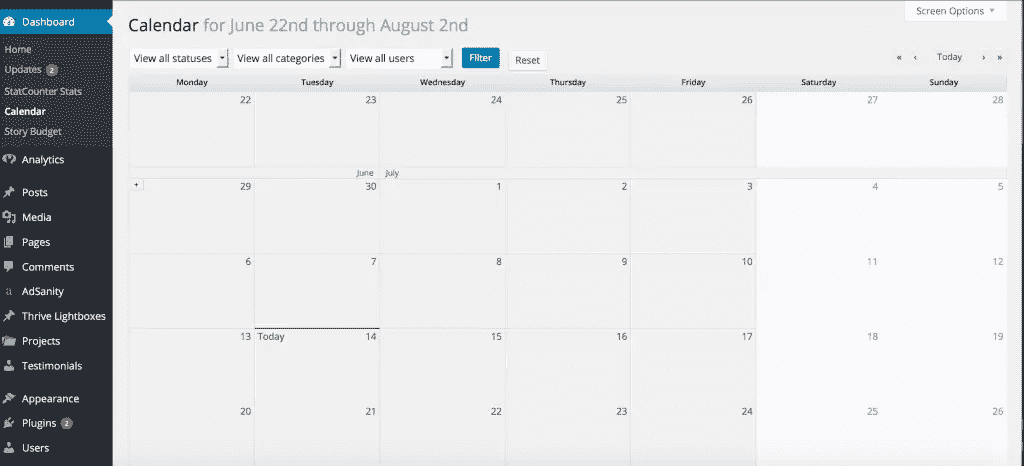 Dashboard
Home
Updates 2
StatCounter Stats
Calendar
Story Budget
Analytics
Posts
Media
Pages
Comments
AdSanity
Thrive Lightboxes
Projects
Testimonials
Appearance
Plugins 2
Users
Screen Options ▼
Calendar for June 22nd through August 2nd
View all statuses View all categories View all users Filter Reset « ‹ Today › »
Monday Tuesday Wednesday Thursday Friday Saturday Sunday
22 23 24 25 26 27 28
June July
+ 29 30 1 2 3 4 5
6 7 8 9 10 11 12
13 Today 14 15 16 17 18 19
20 21 22 23 24 25 26